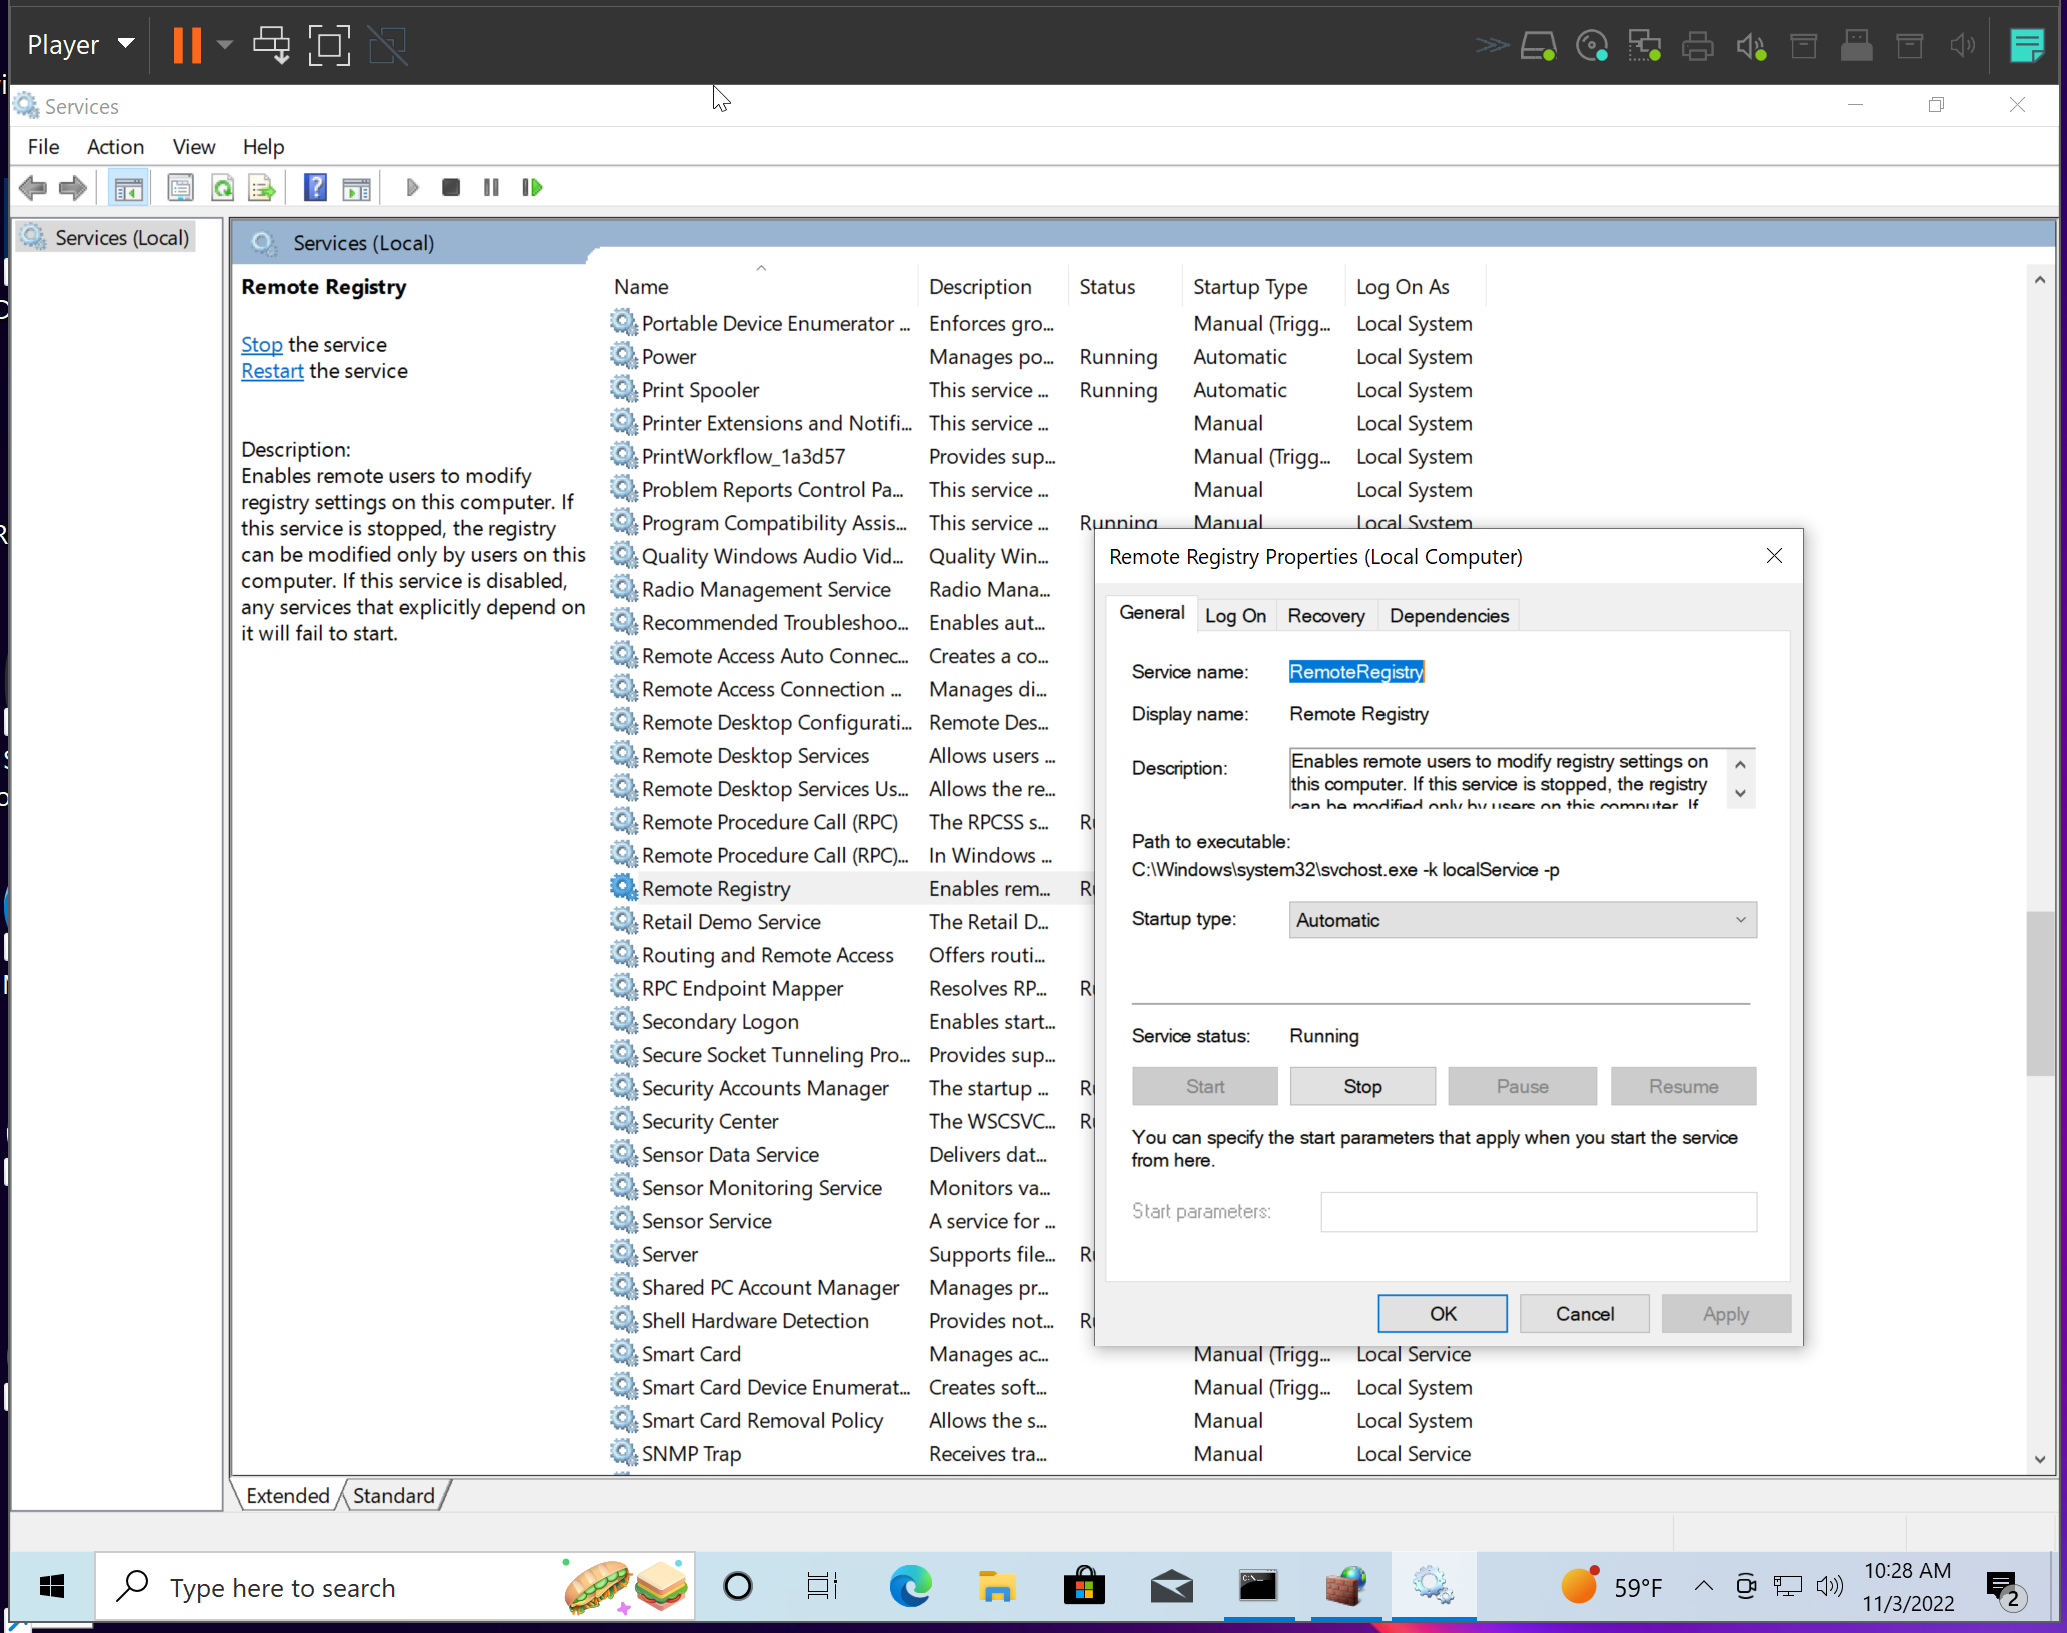 Player
Services
File Action View Help
Services (Local)
Services (Local)
Remote Registry
Stop the service
Restart the service
Description:
Enables remote users to modify
registry settings on this computer. If
this service is stopped, the registry
can be modified only by users on this
computer. If this service is disabled,
any services that explicitly depend on
it will fail to start.
Name Description Status Startup Type Log On As
Portable Device Enumerator ... Enforces gro... Manual (Trigg... Local System
Power Manages po... Running Automatic Local System
Print Spooler This service ... Running Automatic Local System
Printer Extensions and Notifi... This service ... Manual Local System
PrintWorkflow_1a3d57 Provides sup... Manual (Trigg... Local System
Problem Reports Control Pa... This service ... Manual Local System
Program Compatibility Assis... This service ... Running Manual Local System
Quality Windows Audio Vid... Quality Win...
Radio Management Service Radio Mana...
Recommended Troubleshoo... Enables aut...
Remote Access Auto Connec... Creates a co...
Remote Access Connection ... Manages di...
Remote Desktop Configurati... Remote Des...
Remote Desktop Services Allows users ...
Remote Desktop Services Us... Allows the re...
Remote Procedure Call (RPC) The RPCSS s...
Remote Procedure Call (RPC)... In Windows ...
Remote Registry Enables rem...
Retail Demo Service The Retail D...
Routing and Remote Access Offers routi...
RPC Endpoint Mapper Resolves RP...
Secondary Logon Enables start...
Secure Socket Tunneling Pro... Provides sup...
Security Accounts Manager The startup ...
Security Center The WSCSVC...
Sensor Data Service Delivers dat...
Sensor Monitoring Service Monitors va...
Sensor Service A service for ...
Server Supports file...
Shared PC Account Manager Manages pr...
Shell Hardware Detection Provides not...
Smart Card Manages ac... Manual (Trigg... Local Service
Smart Card Device Enumerat... Creates soft... Manual (Trigg... Local System
Smart Card Removal Policy Allows the s... Manual Local System
SNMP Trap Receives tra... Manual Local Service
Remote Registry Properties (Local Computer)
General Log On Recovery Dependencies
Service name: RemoteRegistry
Display name: Remote Registry
Description: Enables remote users to modify registry settings on
this computer. If this service is stopped, the registry
can be modified only by users on this computer. If
Path to executable:
C:\Windows\system32\svchost.exe -k localService -p
Startup type: Automatic
Service status: Running
Start Stop Pause Resume
You can specify the start parameters that apply when you start the service
from here.
Start parameters:
OK Cancel Apply
Extended Standard
Type here to search
59°F
10:28 AM
11/3/2022
2